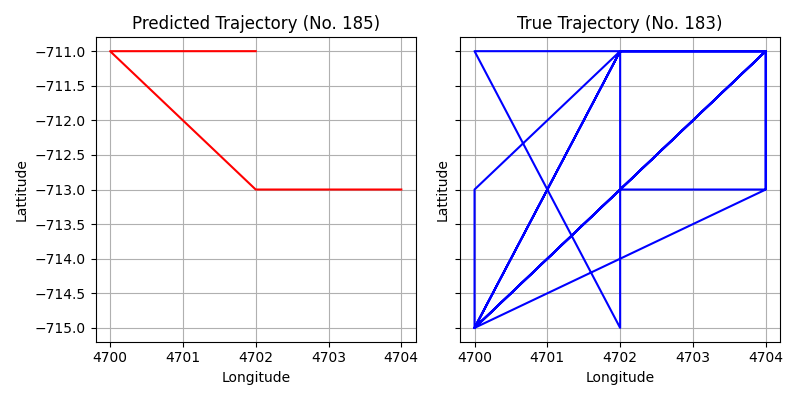 Predicted Trajectory (No. 185)
True Trajectory (No. 183)
Lattitude
−711.0
−711.5
−712.0
−712.5
−713.0
−713.5
−714.0
−714.5
−715.0
4700 4701 4702 4703 4704
Longitude
Lattitude
4700 4701 4702 4703 4704
Longitude